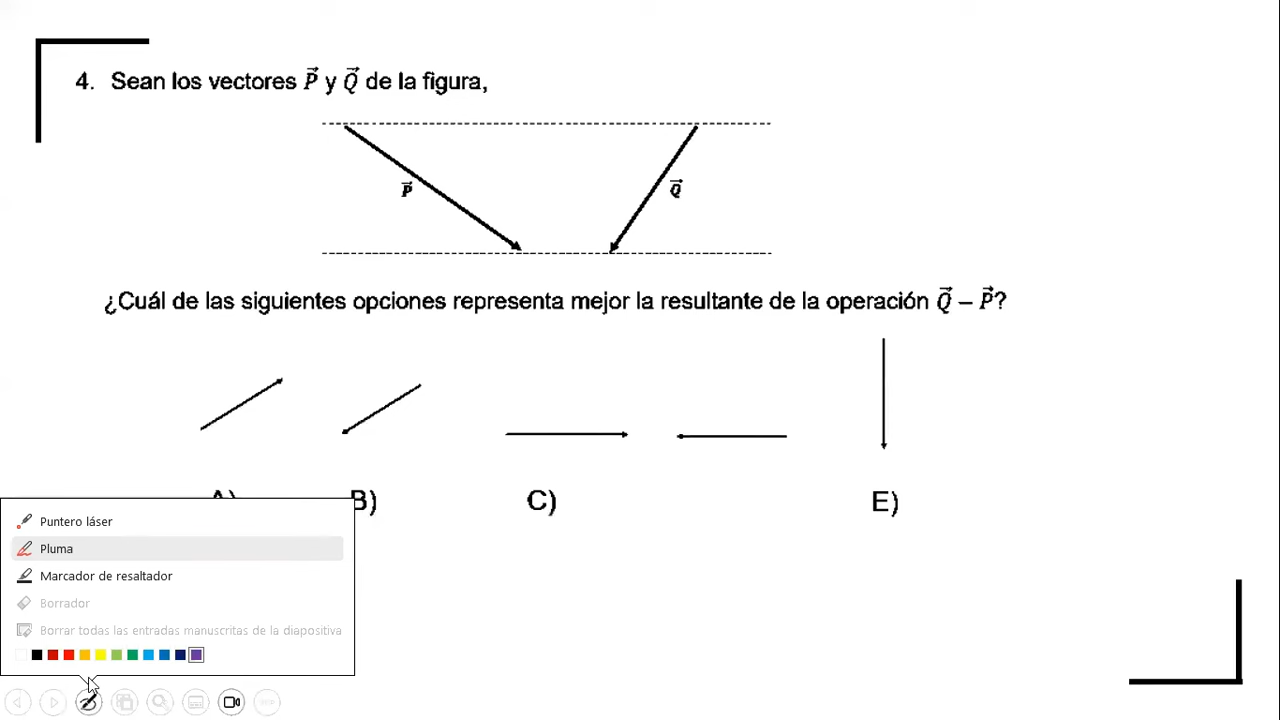 4. Sean los vectores P⃗ y Q⃗ de la figura,
P⃗
Q⃗
¿Cuál de las siguientes opciones representa mejor la resultante de la operación Q⃗ – P⃗?
A) B) C) E)
Puntero láser
Pluma
Marcador de resaltador
Borrador
Borrar todas las entradas manuscritas de la diapositiva